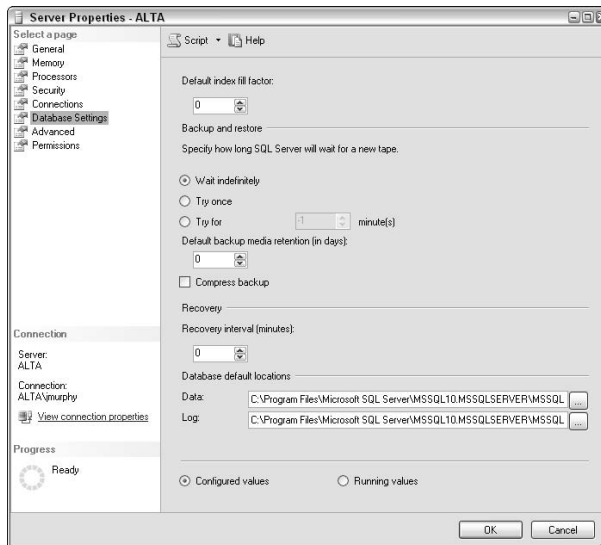 Server Properties - ALTA
Select a page
General
Memory
Processors
Security
Connections
Database Settings
Advanced
Permissions
Script
Help
Default index fill factor:
0
Backup and restore
Specify how long SQL Server will wait for a new tape.
Wait indefinitely
Try once
Try for
-1
minute(s)
Default backup media retention (in days):
0
Compress backup
Recovery
Recovery interval (minutes):
0
Database default locations
Data:
C:\Program Files\Microsoft SQL Server\MSSQL10.MSSQLSERVER\MSSQL
...
Log:
C:\Program Files\Microsoft SQL Server\MSSQL10.MSSQLSERVER\MSSQL
...
Configured values
Running values
Connection
Server:
ALTA
Connection:
ALTA\jmurphy
View connection properties
Progress
Ready
OK
Cancel